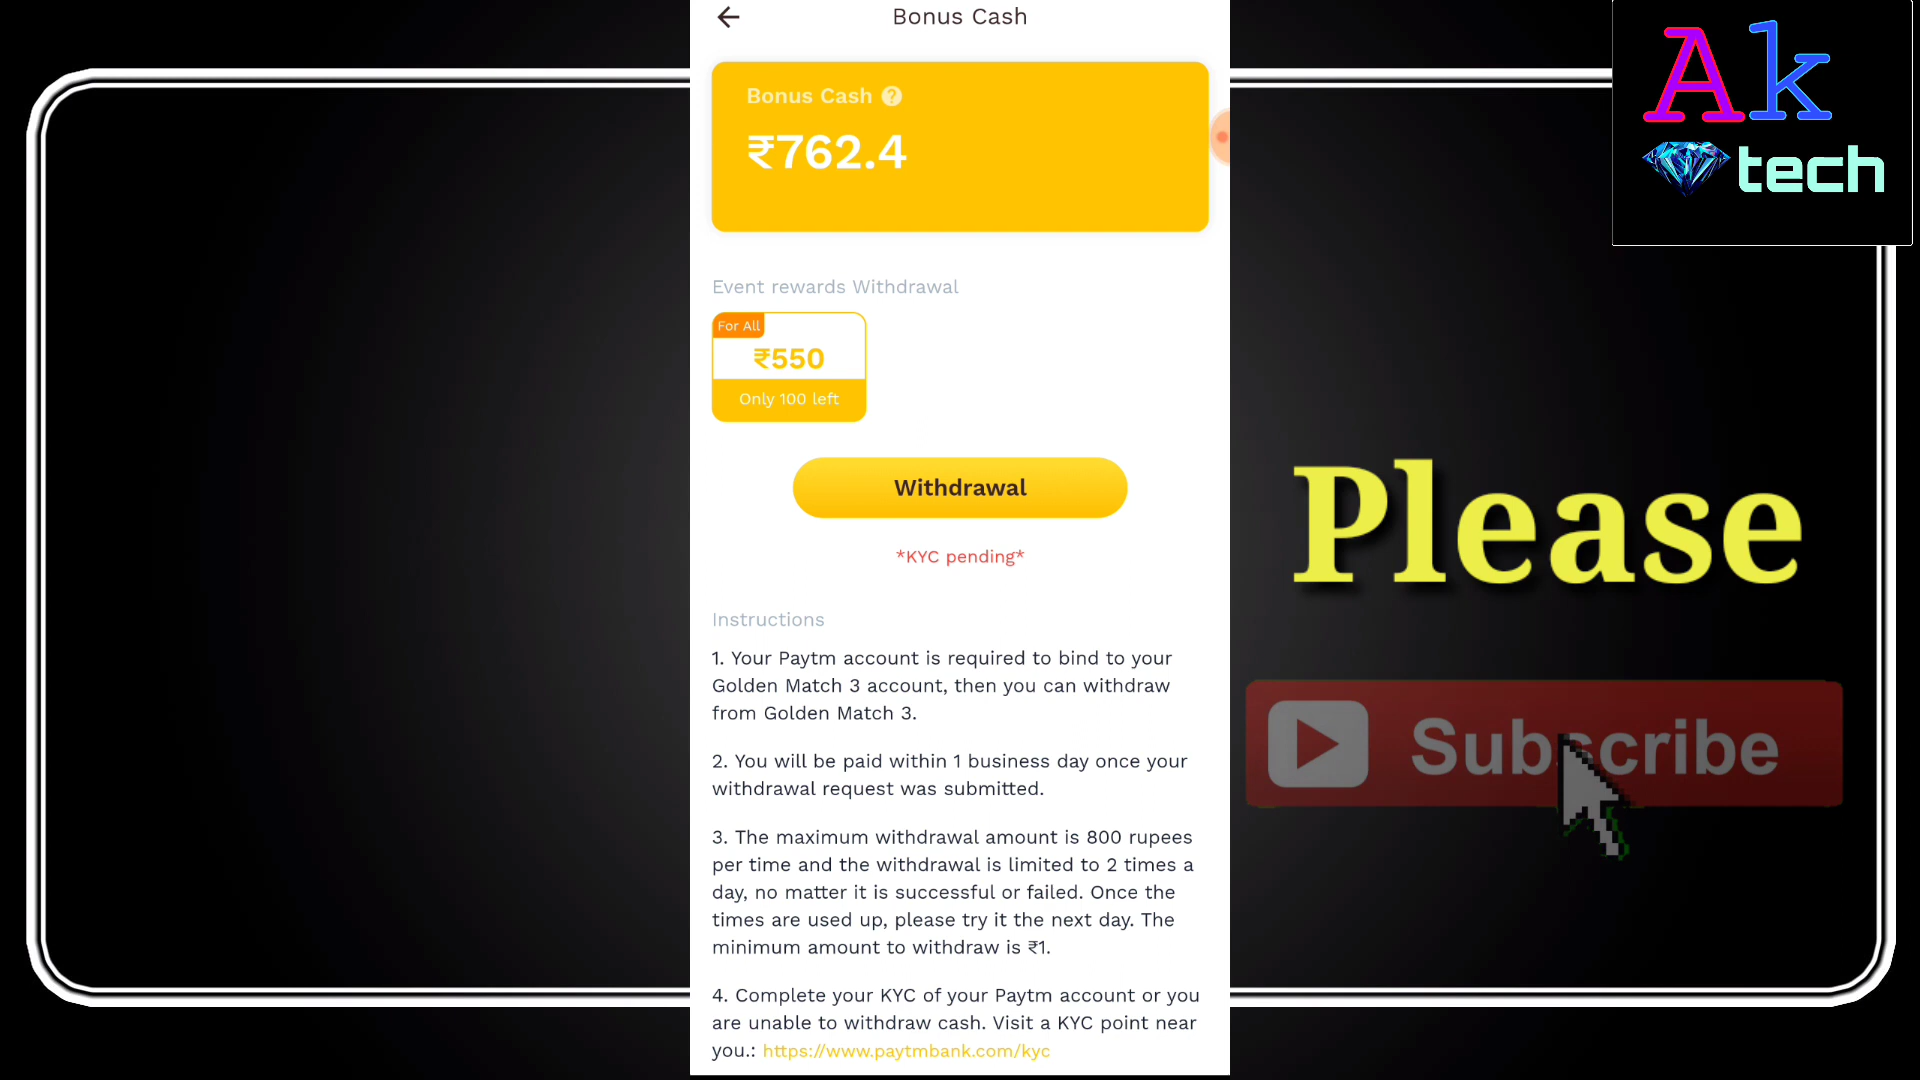 Bonus Cash
Bonus Cash ?
₹762.4
Event rewards Withdrawal
For All
₹550
Only 100 left
Withdrawal
*KYC pending*
Instructions
1. Your Paytm account is required to bind to your
Golden Match 3 account, then you can withdraw
from Golden Match 3.
2. You will be paid within 1 business day once your
withdrawal request was submitted.
3. The maximum withdrawal amount is 800 rupees
per time and the withdrawal is limited to 2 times a
day, no matter it is successful or failed. Once the
times are used up, please try it the next day. The
minimum amount to withdraw is ₹1.
4. Complete your KYC of your Paytm account or you
are unable to withdraw cash. Visit a KYC point near
you.: https://www.paytmbank.com/kyc
Ak
tech
Please
Subscribe